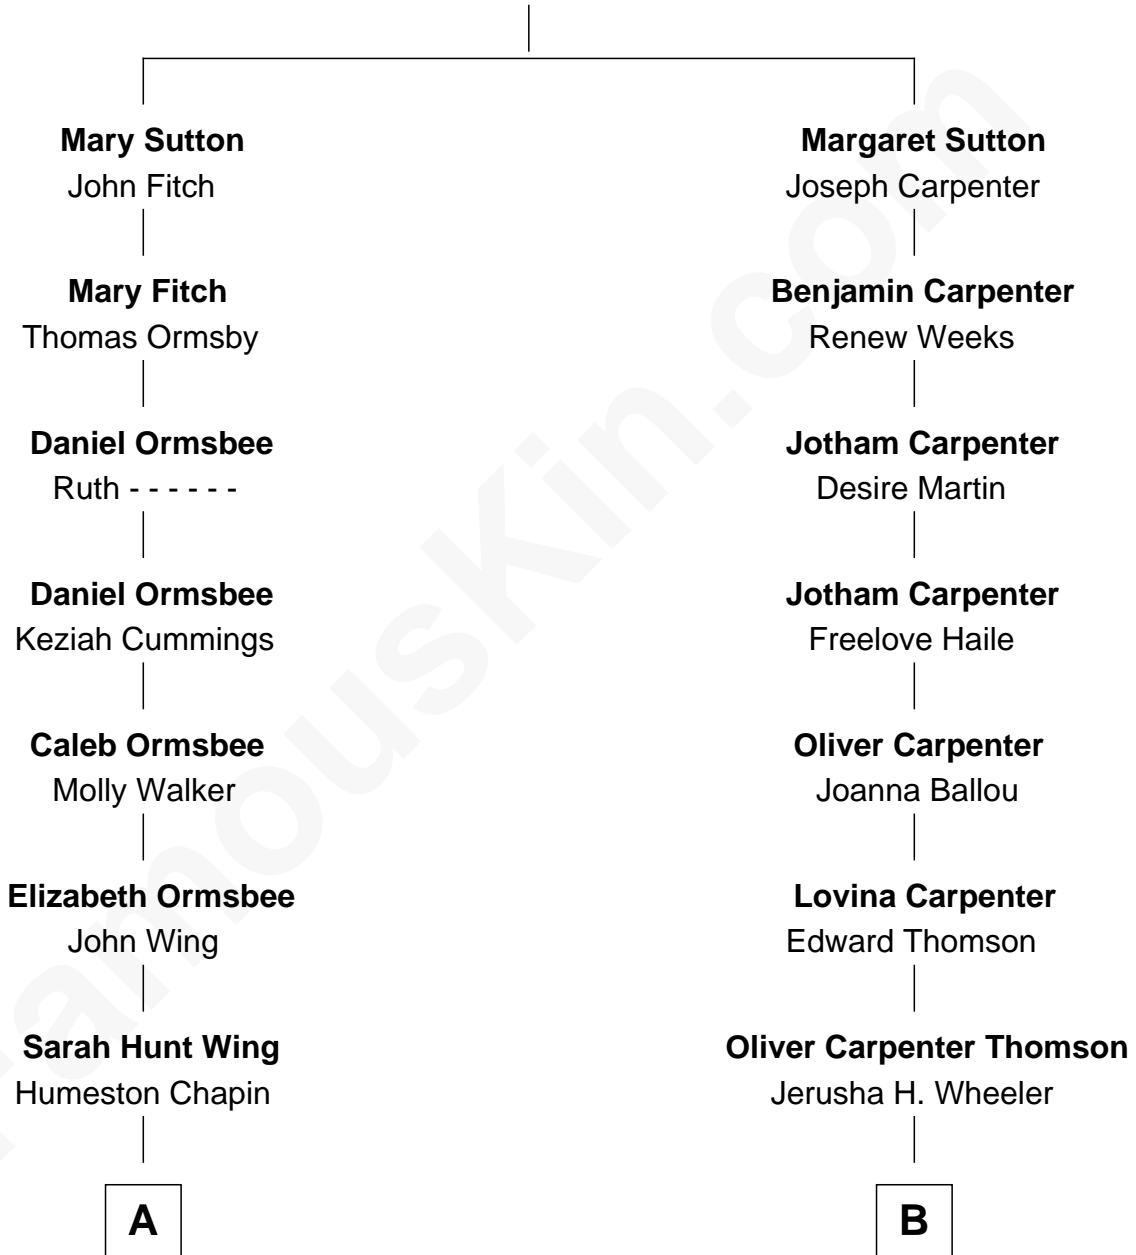 Mary Sutton
John Fitch
Margaret Sutton
Joseph Carpenter
Mary Fitch
Thomas Ormsby
Benjamin Carpenter
Renew Weeks
Daniel Ormsbee
Ruth - - - - - -
Jotham Carpenter
Desire Martin
Daniel Ormsbee
Keziah Cummings
Jotham Carpenter
Freelove Haile
Caleb Ormsbee
Molly Walker
Oliver Carpenter
Joanna Ballou
Elizabeth Ormsbee
John Wing
Lovina Carpenter
Edward Thomson
Sarah Hunt Wing
Humeston Chapin
Oliver Carpenter Thomson
Jerusha H. Wheeler
A
B
FamousKin.com